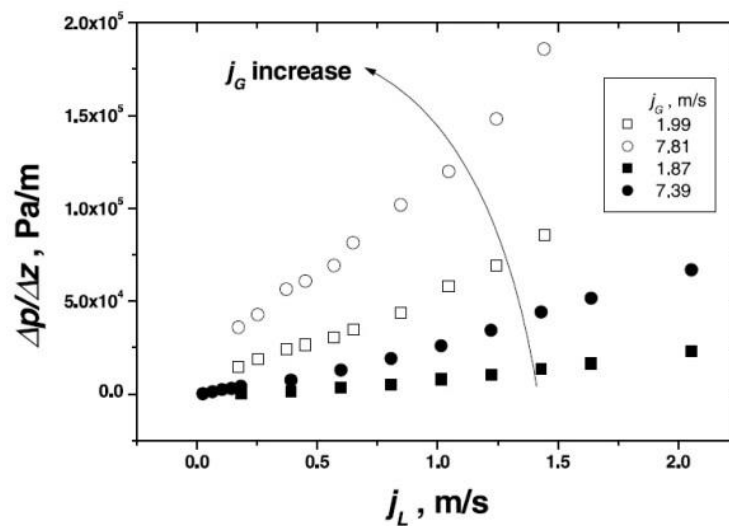 2.0x10⁵
1.5x10⁵
1.0x10⁵
5.0x10⁴
0.0
Δp/Δz , Pa/m
j_G increase
j_G, m/s
1.99
7.81
1.87
7.39
0.0 0.5 1.0 1.5 2.0
j_L , m/s